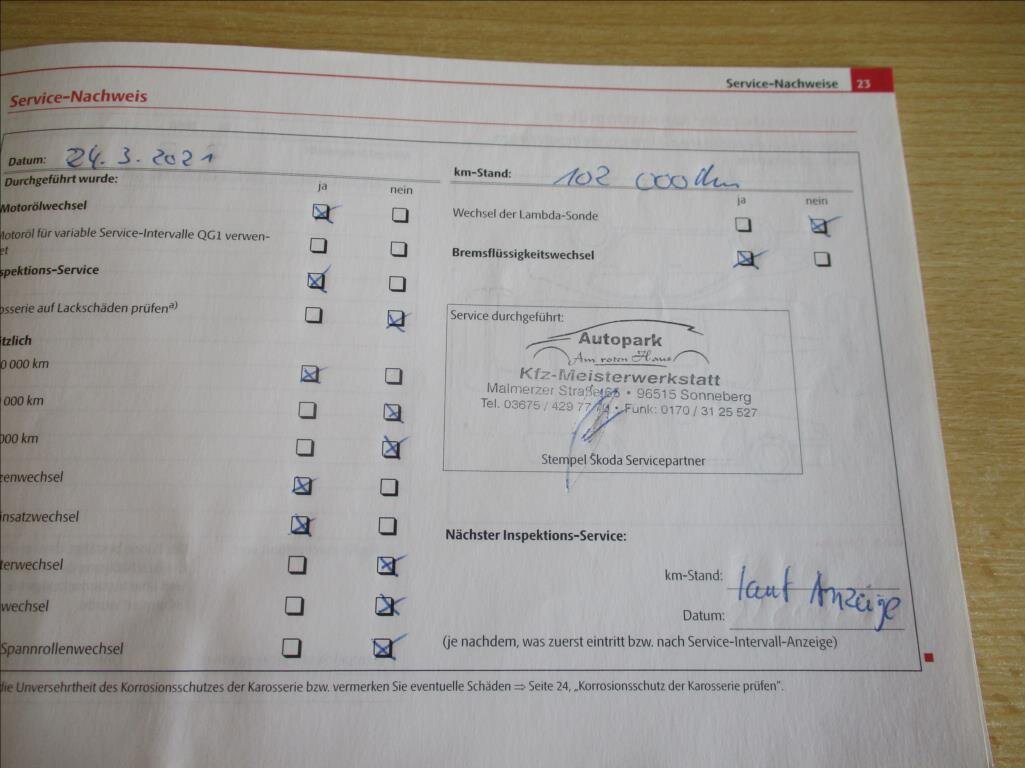 Service-Nachweise 23
Service-Nachweis
Datum: 24. 3. 2021
Durchgeführt wurde:
ja nein
Motorölwechsel
Motoröl für variable Service-Intervalle QG1 verwen-
et
spektions-Service
osserie auf Lackschäden prüfena)
tzlich
0 000 km
000 km
000 km
zenwechsel
insatzwechsel
terwechsel
wechsel
Spannrollenwechsel
km-Stand: 102 000 Km
ja nein
Wechsel der Lambda-Sonde
Bremsflüssigkeitswechsel
Service durchgeführt:
Autopark
Am roten Haus
Kfz-Meisterwerkstatt
Malmerzer Straße • 96515 Sonneberg
Tel. 03675 / 429 • Funk: 0170 / 31 25 527
Stempel Škoda Servicepartner
Nächster Inspektions-Service:
km-Stand: laut Anzeige
Datum:
(je nachdem, was zuerst eintritt bzw. nach Service-Intervall-Anzeige)
die Unversehrtheit des Korrosionsschutzes der Karosserie bzw. vermerken Sie eventuelle Schäden ⇒ Seite 24, „Korrosionsschutz der Karosserie prüfen“.